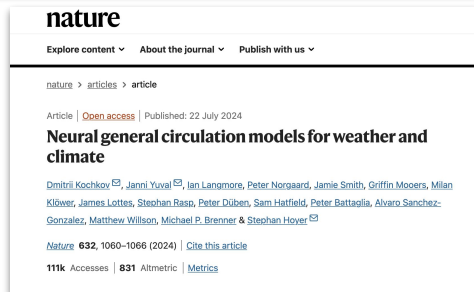 nature
Explore content About the journal Publish with us
nature > articles > article
Article | Open access | Published: 22 July 2024
Neural general circulation models for weather and
climate
Dmitrii Kochkov, Janni Yuval, Ian Langmore, Peter Norgaard, Jamie Smith, Griffin Mooers, Milan
Klöwer, James Lottes, Stephan Rasp, Peter Düben, Sam Hatfield, Peter Battaglia, Alvaro Sanchez-
Gonzalez, Matthew Willson, Michael P. Brenner & Stephan Hoyer
Nature 632, 1060–1066 (2024) | Cite this article
111k Accesses | 831 Altmetric | Metrics